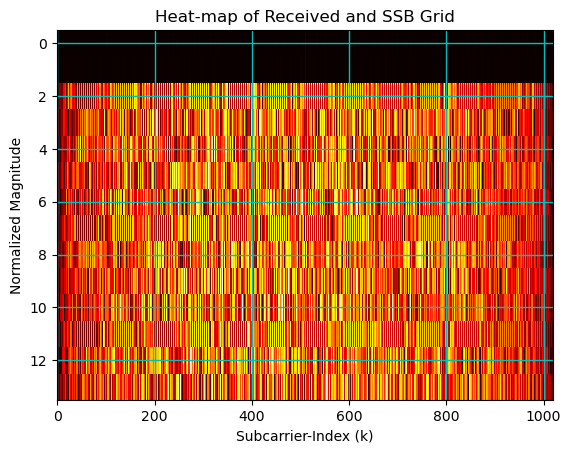 Heat-map of Received and SSB Grid
Normalized Magnitude
0
2
4
6
8
10
12
0 200 400 600 800 1000
Subcarrier-Index (k)